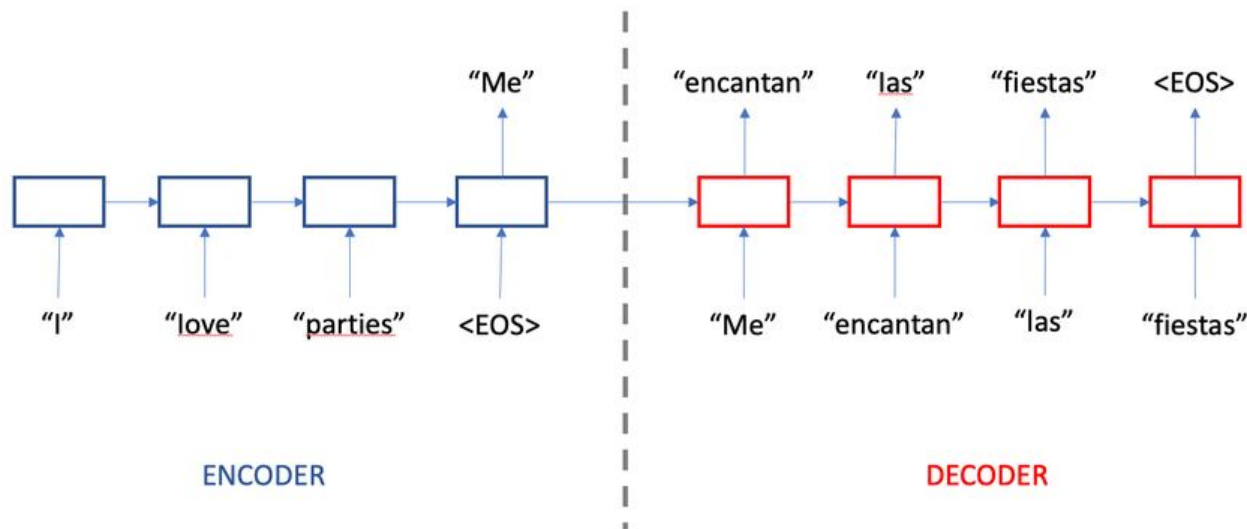 “Me” “encantan” “las” “fiestas” <EOS>
“I” “love” “parties” <EOS> “Me” “encantan” “las” “fiestas”
ENCODER DECODER